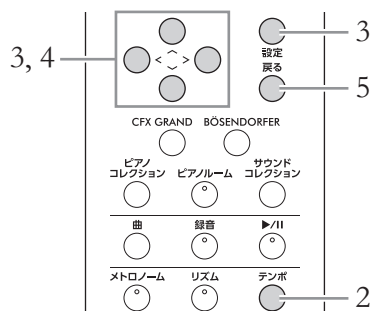 3
3, 4
< ︿ ﹀ >
設定
戻る
5
CFX GRAND BÖSENDORFER
ピアノ
コレクション
ピアノルーム
サウンド
コレクション
曲 録音 ▶/II
メトロノーム リズム テンポ
2